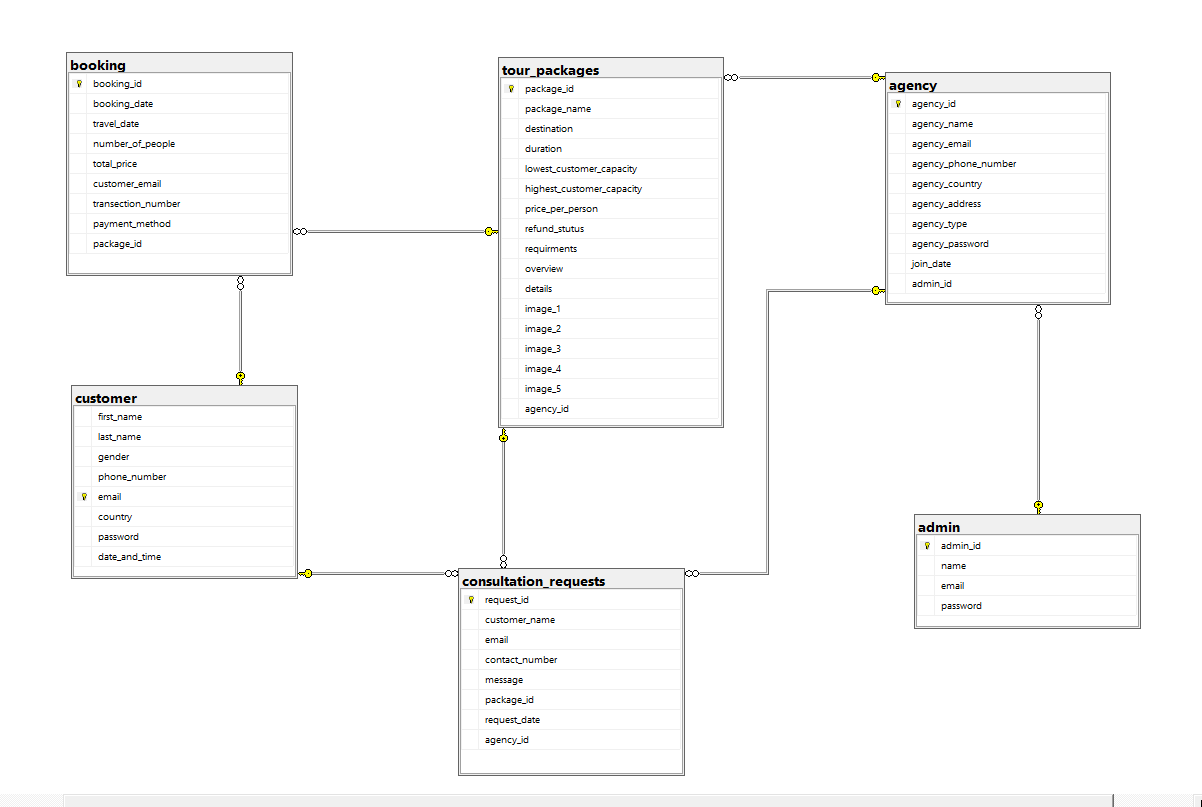 booking
booking_id
booking_date
travel_date
number_of_people
total_price
customer_email
transection_number
payment_method
package_id
tour_packages
package_id
package_name
destination
duration
lowest_customer_capacity
highest_customer_capacity
price_per_person
refund_stutus
requirments
overview
details
image_1
image_2
image_3
image_4
image_5
agency_id
agency
agency_id
agency_name
agency_email
agency_phone_number
agency_country
agency_address
agency_type
agency_password
join_date
admin_id
customer
first_name
last_name
gender
phone_number
email
country
password
date_and_time
consultation_requests
request_id
customer_name
email
contact_number
message
package_id
request_date
agency_id
admin
admin_id
name
email
password